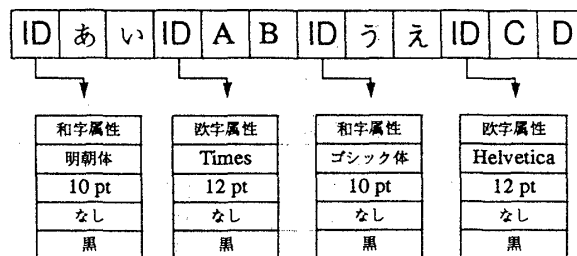 ID あ い ID A B ID う え ID C D
和字属性 欧字属性 和字属性 欧字属性
明朝体 Times ゴシック体 Helvetica
10 pt 12 pt 10 pt 12 pt
なし なし なし なし
黒 黒 黒 黒